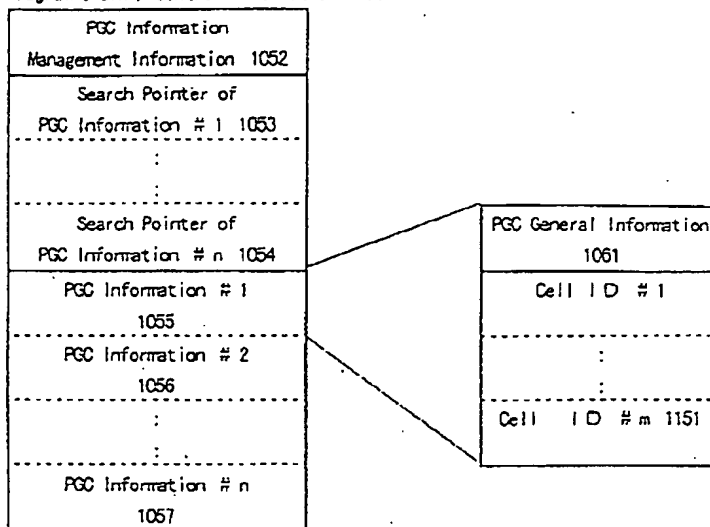 PGC Information
Management Information 1052
Search Pointer of
PGC Information # 1 1053
:
:
Search Pointer of
PGC Information # n 1054
PGC Information # 1
1055
PGC Information # 2
1056
:
:
PGC Information # n
1057
PGC General Information
1061
Cell ID # 1
:
:
Cell ID # m 1151